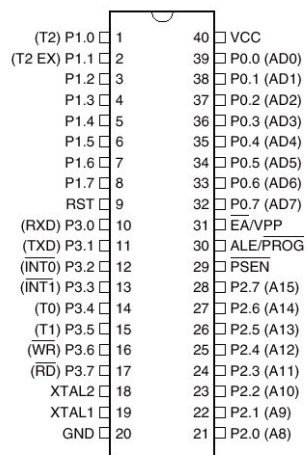 (T2) P1.0 1 40 VCC
(T2 EX) P1.1 2 39 P0.0 (AD0)
P1.2 3 38 P0.1 (AD1)
P1.3 4 37 P0.2 (AD2)
P1.4 5 36 P0.3 (AD3)
P1.5 6 35 P0.4 (AD4)
P1.6 7 34 P0.5 (AD5)
P1.7 8 33 P0.6 (AD6)
RST 9 32 P0.7 (AD7)
(RXD) P3.0 10 31 E̅A̅/VPP
(TXD) P3.1 11 30 ALE/P̅R̅O̅G̅
(I̅N̅T̅0̅) P3.2 12 29 P̅S̅E̅N̅
(I̅N̅T̅1̅) P3.3 13 28 P2.7 (A15)
(T0) P3.4 14 27 P2.6 (A14)
(T1) P3.5 15 26 P2.5 (A13)
(W̅R̅) P3.6 16 25 P2.4 (A12)
(R̅D̅) P3.7 17 24 P2.3 (A11)
XTAL2 18 23 P2.2 (A10)
XTAL1 19 22 P2.1 (A9)
GND 20 21 P2.0 (A8)